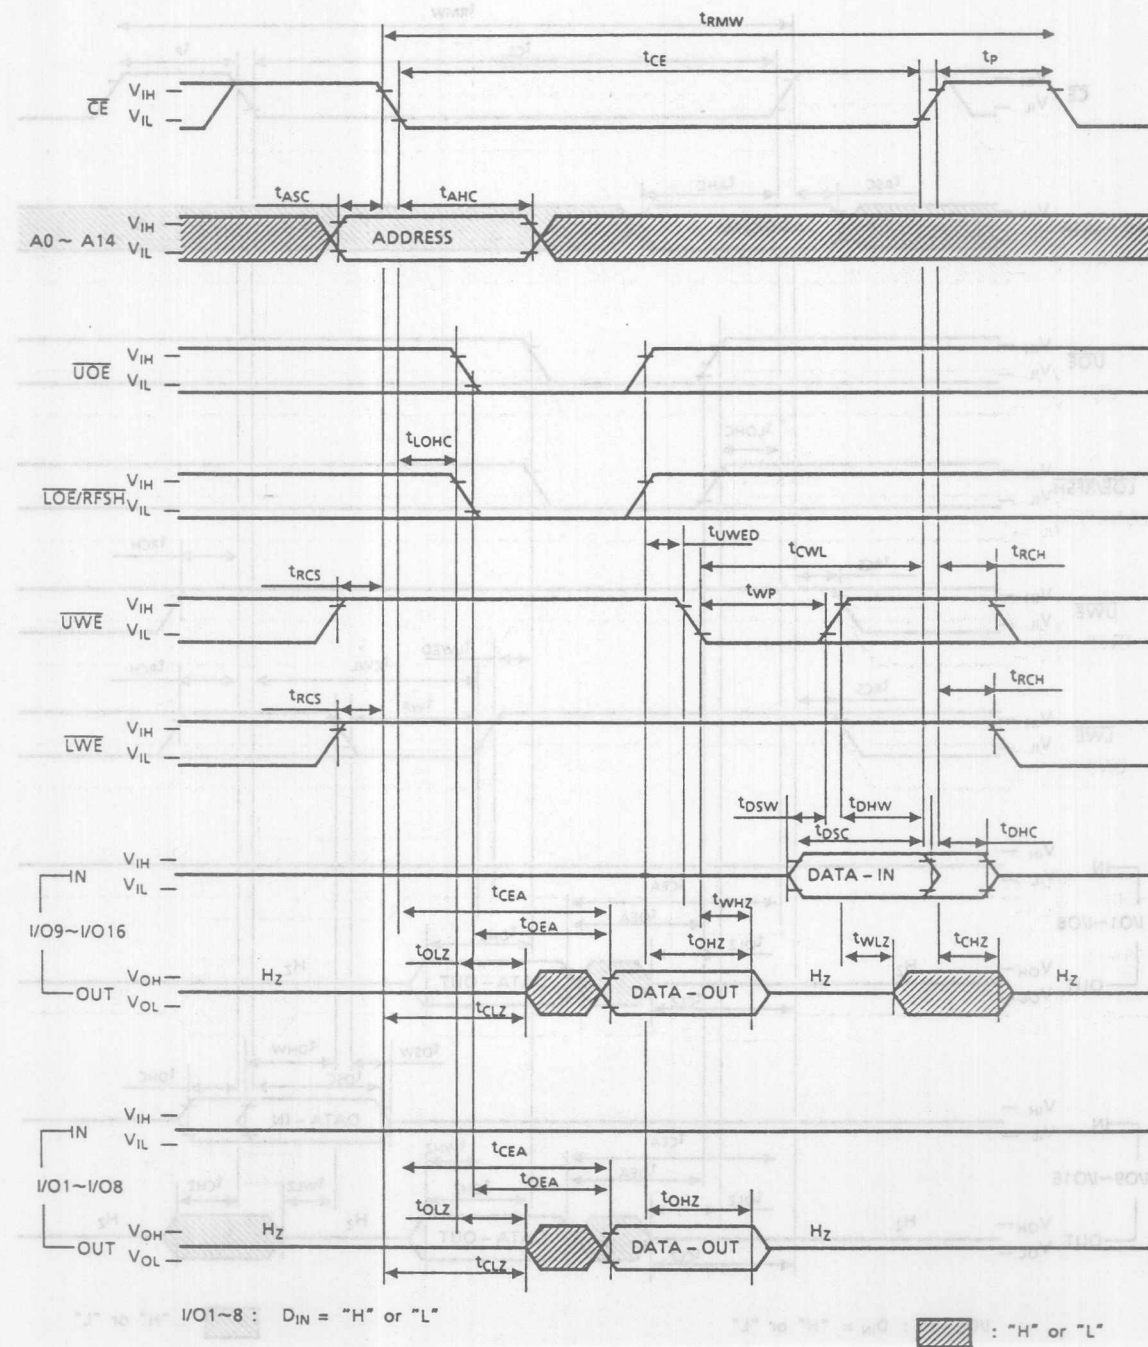 tRMW
tCE
tP
CE
VIH
VIL
tASC
tAHC
A0 ~ A14
VIH
VIL
ADDRESS
UOE
VIH
VIL
tLOHC
LOE/RFSH
VIH
VIL
tUWED
tCWL
tRCH
tRCS
tWP
UWE
VIH
VIL
tRCS
tRCH
LWE
VIH
VIL
tDSW
tDHW
tDSC
tDHC
VIH
IN
VIL
DATA - IN
tCEA
tWHZ
I/O9~I/O16
tOEA
tOLZ
tOHZ
tWLZ
tCHZ
VOH
OUT
VOL
HZ
DATA - OUT
HZ
HZ
tCLZ
VIH
IN
VIL
tCEA
I/O1~I/O8
tOEA
tOLZ
tOHZ
VOH
OUT
VOL
HZ
DATA - OUT
HZ
tCLZ
I/O1~8 : DIN = "H" or "L"
: "H" or "L"